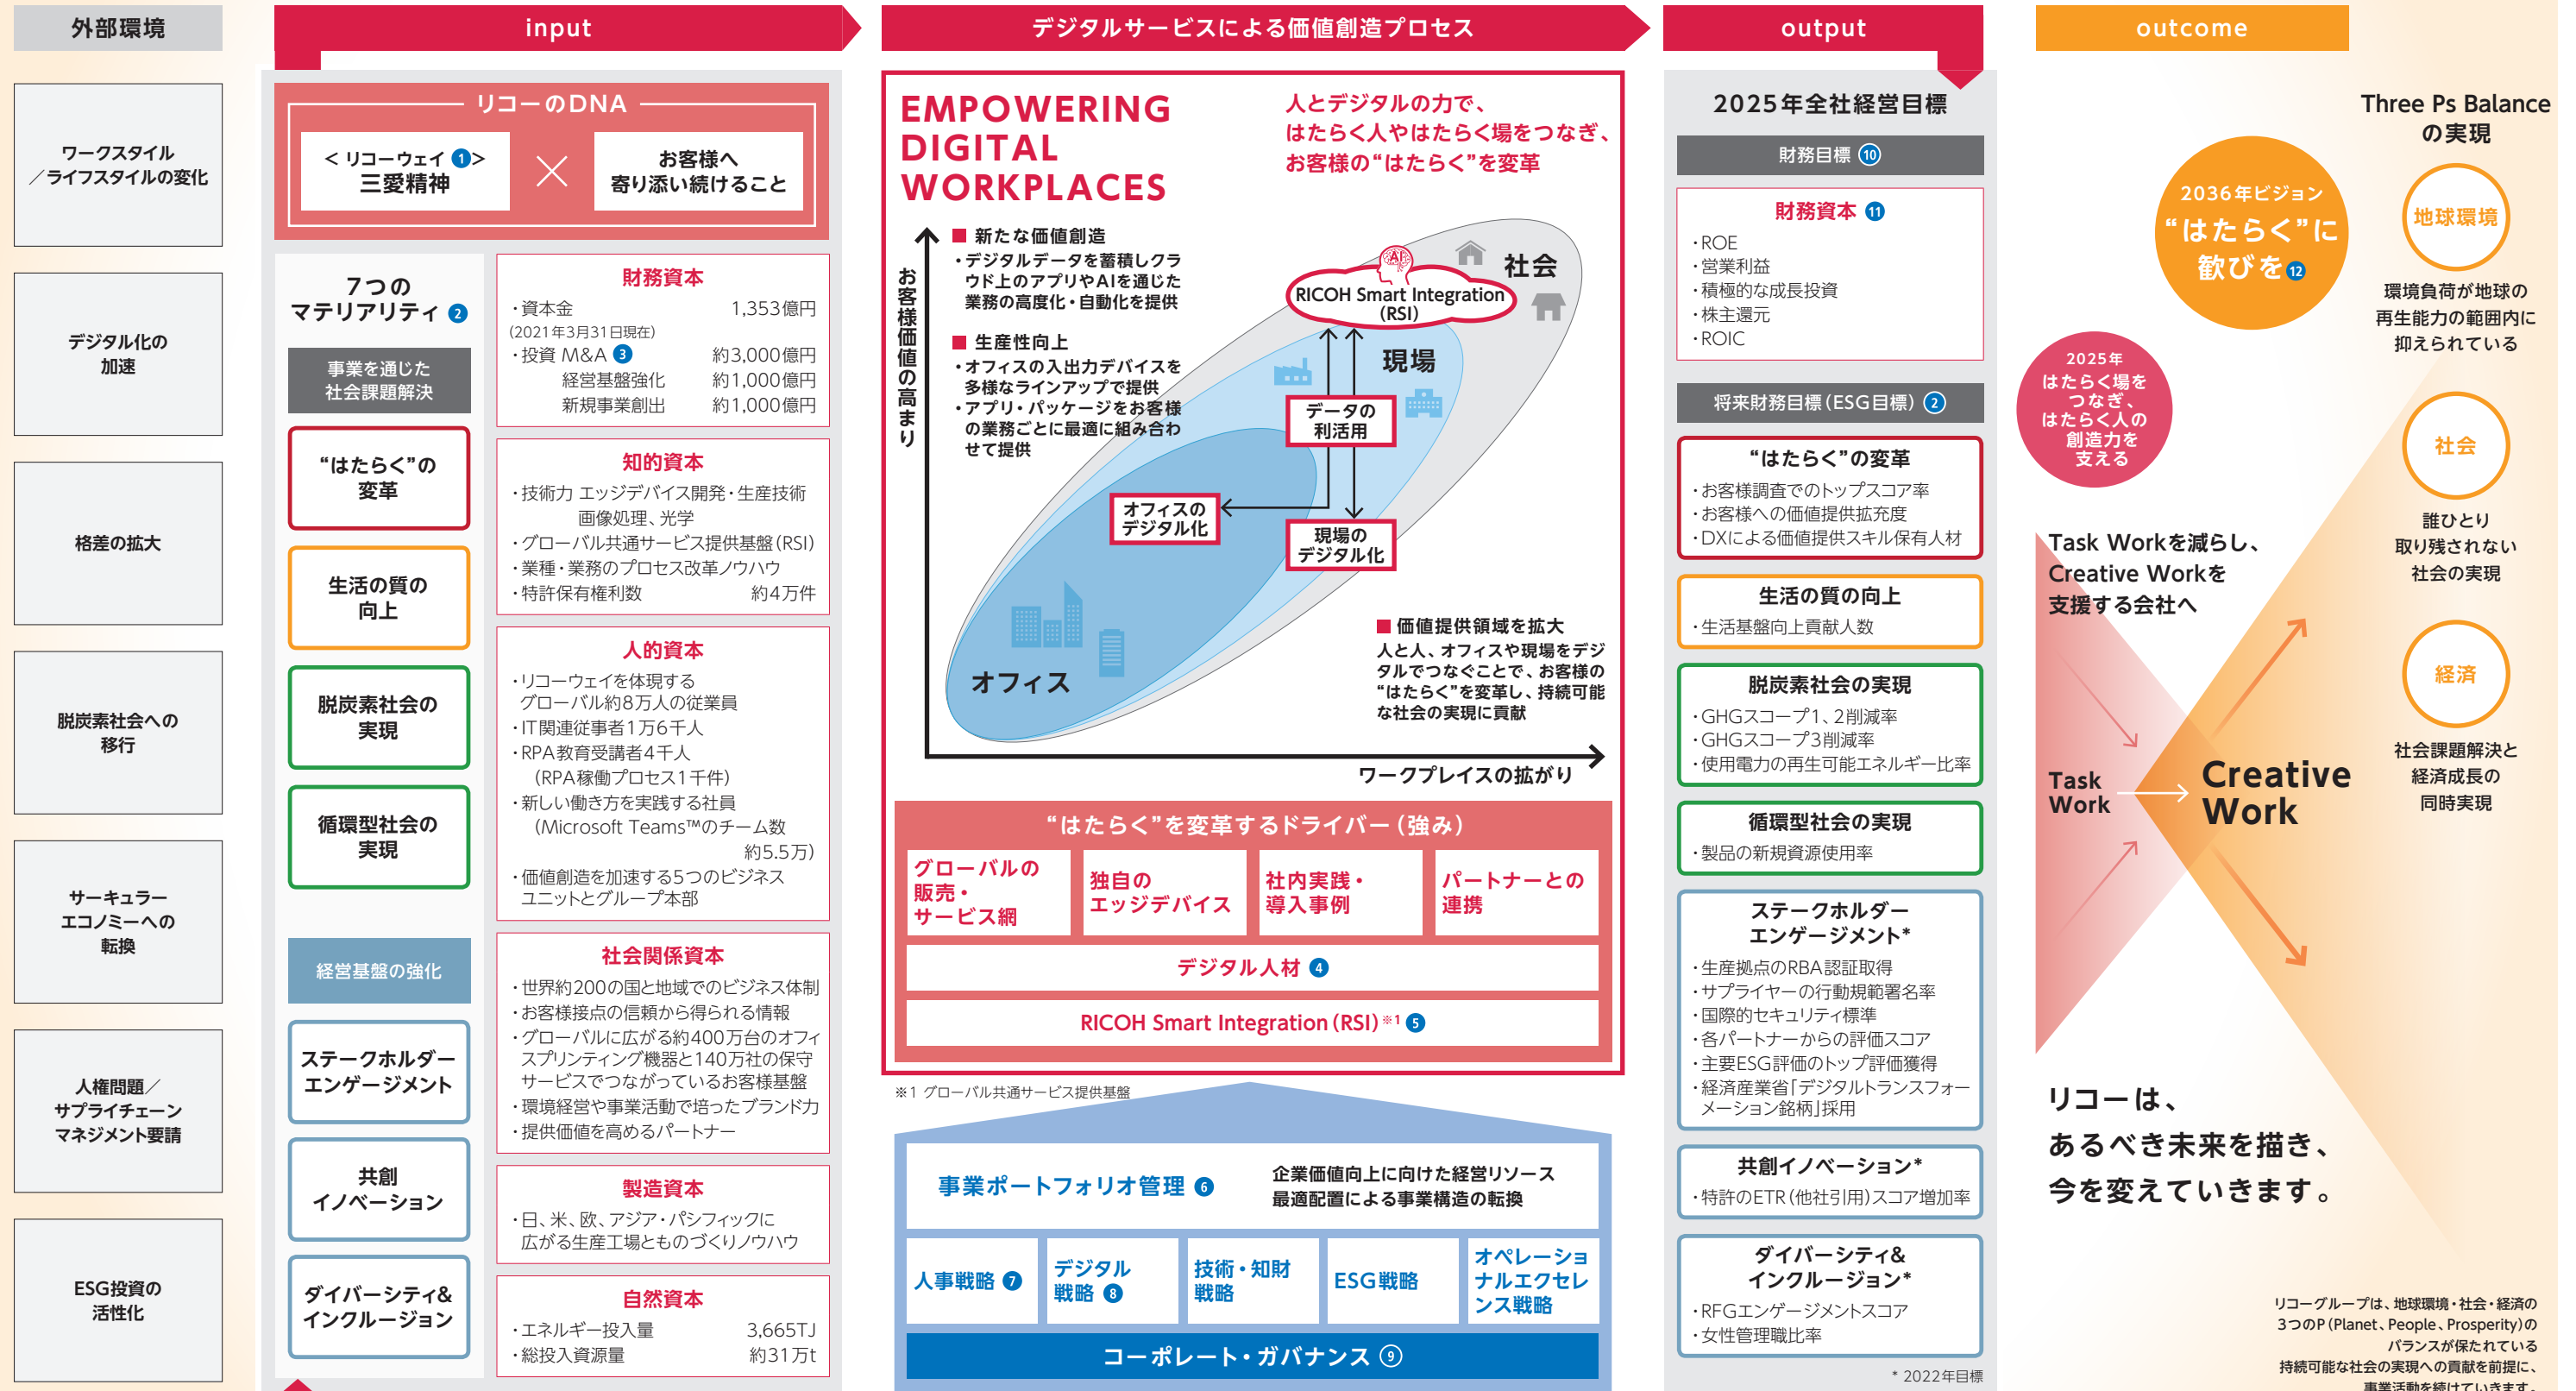 外部環境
ワークスタイル
／ライフスタイルの変化
デジタル化の
加速
格差の拡大
脱炭素社会への
移行
サーキュラー
エコノミーへの
転換
人権問題／
サプライチェーン
マネジメント要請
ESG投資の
活性化
input
リコーのDNA
< リコーウェイ ❶>
三愛精神
×
お客様へ
寄り添い続けること
7つの
マテリアリティ ❷
事業を通じた
社会課題解決
“はたらく”の
変革
生活の質の
向上
脱炭素社会の
実現
循環型社会の
実現
経営基盤の強化
ステークホルダー
エンゲージメント
共創
イノベーション
ダイバーシティ&
インクルージョン
財務資本
・資本金 1,353億円
(2021年3月31日現在)
・投資 M&A ❸ 約3,000億円
経営基盤強化 約1,000億円
新規事業創出 約1,000億円
知的資本
・技術力 エッジデバイス開発・生産技術
画像処理、光学
・グローバル共通サービス提供基盤(RSI)
・業種・業務のプロセス改革ノウハウ
・特許保有権利数 約4万件
人的資本
・リコーウェイを体現する
グローバル約8万人の従業員
・IT関連従事者1万6千人
・RPA教育受講者4千人
(RPA稼働プロセス1千件)
・新しい働き方を実践する社員
(Microsoft Teams™のチーム数
約5.5万)
・価値創造を加速する5つのビジネス
ユニットとグループ本部
社会関係資本
・世界約200の国と地域でのビジネス体制
・お客様接点の信頼から得られる情報
・グローバルに広がる約400万台のオフィ
スプリンティング機器と140万社の保守
サービスでつながっているお客様基盤
・環境経営や事業活動で培ったブランド力
・提供価値を高めるパートナー
製造資本
・日、米、欧、アジア・パシフィックに
広がる生産工場とものづくりノウハウ
自然資本
・エネルギー投入量 3,665TJ
・総投入資源量 約31万t
デジタルサービスによる価値創造プロセス
EMPOWERING
DIGITAL
WORKPLACES
人とデジタルの力で、
はたらく人やはたらく場をつなぎ、
お客様の“はたらく”を変革
お客様価値の高まり
■ 新たな価値創造
・デジタルデータを蓄積しクラ
ウド上のアプリやAIを通じた
業務の高度化・自動化を提供
■ 生産性向上
・オフィスの入出力デバイスを
多様なラインアップで提供
・アプリ・パッケージをお客様
の業務ごとに最適に組み合わ
せて提供
AI
RICOH Smart Integration
(RSI)
社会
現場
データの
利活用
オフィスの
デジタル化
現場の
デジタル化
オフィス
■ 価値提供領域を拡大
人と人、オフィスや現場をデジ
タルでつなぐことで、お客様の
“はたらく”を変革し、持続可能
な社会の実現に貢献
ワークプレイスの拡がり
“はたらく”を変革するドライバー(強み)
グローバルの
販売・
サービス網
独自の
エッジデバイス
社内実践・
導入事例
パートナーとの
連携
デジタル人材 ❹
RICOH Smart Integration(RSI)※1 ❺
※1 グローバル共通サービス提供基盤
事業ポートフォリオ管理 ❻
企業価値向上に向けた経営リソース
最適配置による事業構造の転換
人事戦略 ❼
デジタル
戦略 ❽
技術・知財
戦略
ESG戦略
オペレーショ
ナルエクセレ
ンス戦略
コーポレート・ガバナンス ⑨
output
2025年全社経営目標
財務目標 ⑩
財務資本 ⓫
・ROE
・営業利益
・積極的な成長投資
・株主還元
・ROIC
将来財務目標(ESG目標) ②
“はたらく”の変革
・お客様調査でのトップスコア率
・お客様への価値提供拡充度
・DXによる価値提供スキル保有人材
生活の質の向上
・生活基盤向上貢献人数
脱炭素社会の実現
・GHGスコープ1、2削減率
・GHGスコープ3削減率
・使用電力の再生可能エネルギー比率
循環型社会の実現
・製品の新規資源使用率
ステークホルダー
エンゲージメント*
・生産拠点のRBA認証取得
・サプライヤーの行動規範署名率
・国際的セキュリティ標準
・各パートナーからの評価スコア
・主要ESG評価のトップ評価獲得
・経済産業省「デジタルトランスフォー
メーション銘柄」採用
共創イノベーション*
・特許のETR(他社引用)スコア増加率
ダイバーシティ&
インクルージョン*
・RFGエンゲージメントスコア
・女性管理職比率
* 2022年目標
outcome
2036年ビジョン
“はたらく”に
歓びを⓬
2025年
はたらく場を
つなぎ、
はたらく人の
創造力を
支える
Task Workを減らし、
Creative Workを
支援する会社へ
Task
Work
Creative
Work
Three Ps Balance
の実現
地球環境
環境負荷が地球の
再生能力の範囲内に
抑えられている
社会
誰ひとり
取り残されない
社会の実現
経済
社会課題解決と
経済成長の
同時実現
リコーは、
あるべき未来を描き、
今を変えていきます。
リコーグループは、地球環境・社会・経済の
3つのP(Planet、People、Prosperity)の
バランスが保たれている
持続可能な社会の実現への貢献を前提に、
事業活動を続けていきます。